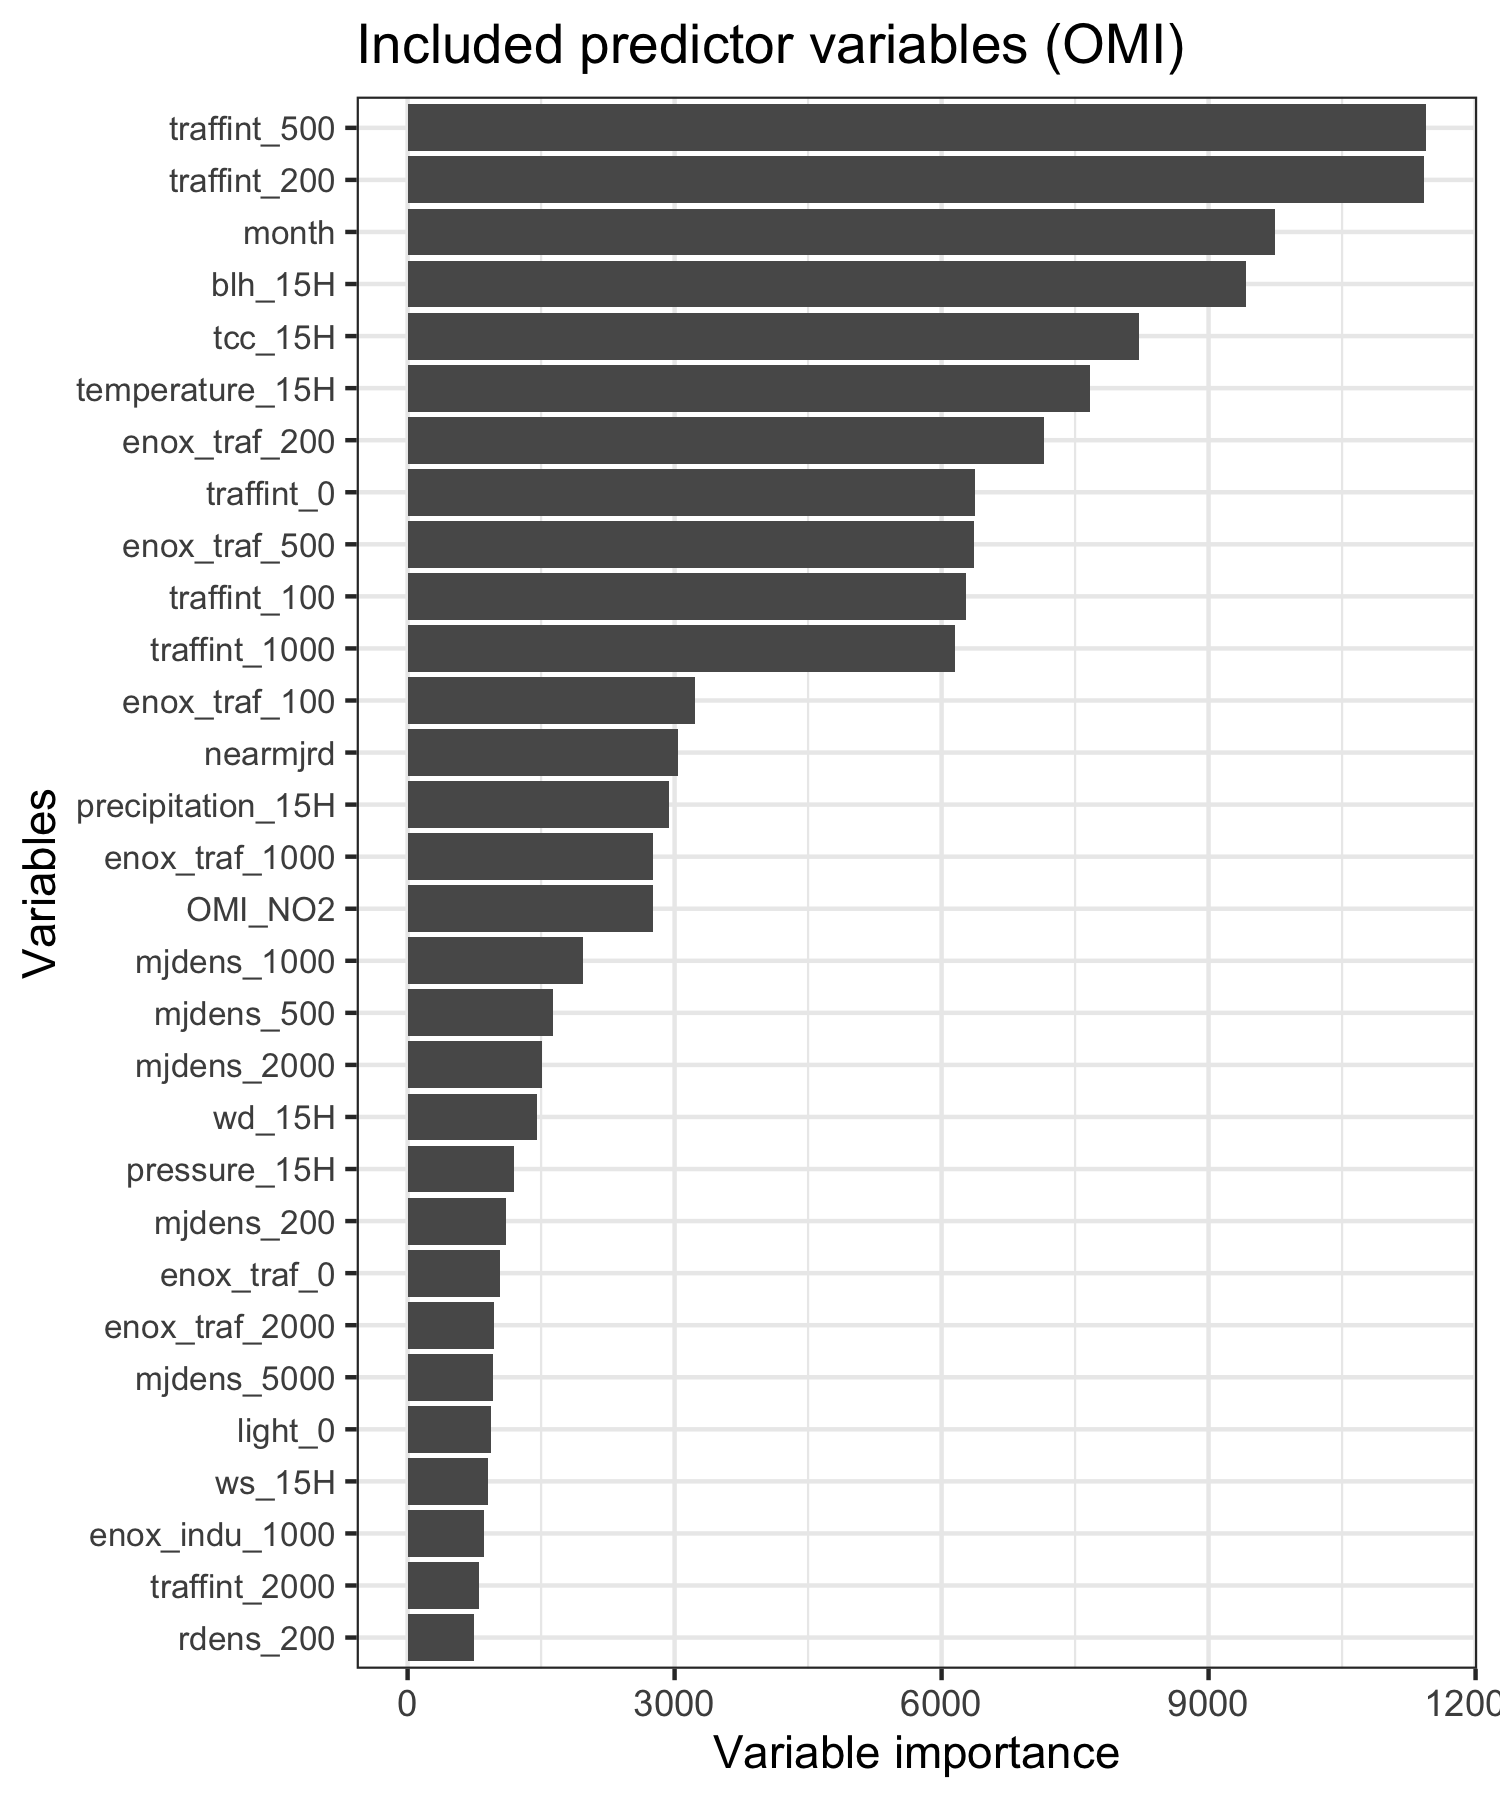 Included predictor variables (OMI)
traffint_500
traffint_200
month
blh_15H
tcc_15H
temperature_15H
enox_traf_200
traffint_0
enox_traf_500
traffint_100
traffint_1000
enox_traf_100
nearmjrd
precipitation_15H
enox_traf_1000
OMI_NO2
mjdens_1000
mjdens_500
mjdens_2000
wd_15H
pressure_15H
mjdens_200
enox_traf_0
enox_traf_2000
mjdens_5000
light_0
ws_15H
enox_indu_1000
traffint_2000
rdens_200
Variables
0 3000 6000 9000 1200
Variable importance